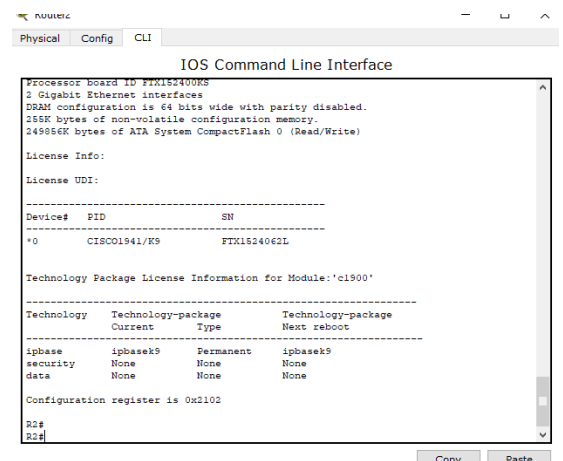 Router2
Physical Config CLI
IOS Command Line Interface
Processor board ID FTX152400KS
2 Gigabit Ethernet interfaces
DRAM configuration is 64 bits wide with parity disabled.
255K bytes of non-volatile configuration memory.
249856K bytes of ATA System CompactFlash 0 (Read/Write)
License Info:
License UDI:
-------------------------------------------------
Device# PID SN
-------------------------------------------------
*0 CISCO1941/K9 FTX1524062L
Technology Package License Information for Module:'c1900'
----------------------------------------------------------------
Technology Technology-package Technology-package
Current Type Next reboot
-----------------------------------------------------------------
ipbase ipbasek9 Permanent ipbasek9
security None None None
data None None None
Configuration register is 0x2102
R2#
R2#
Copy Paste